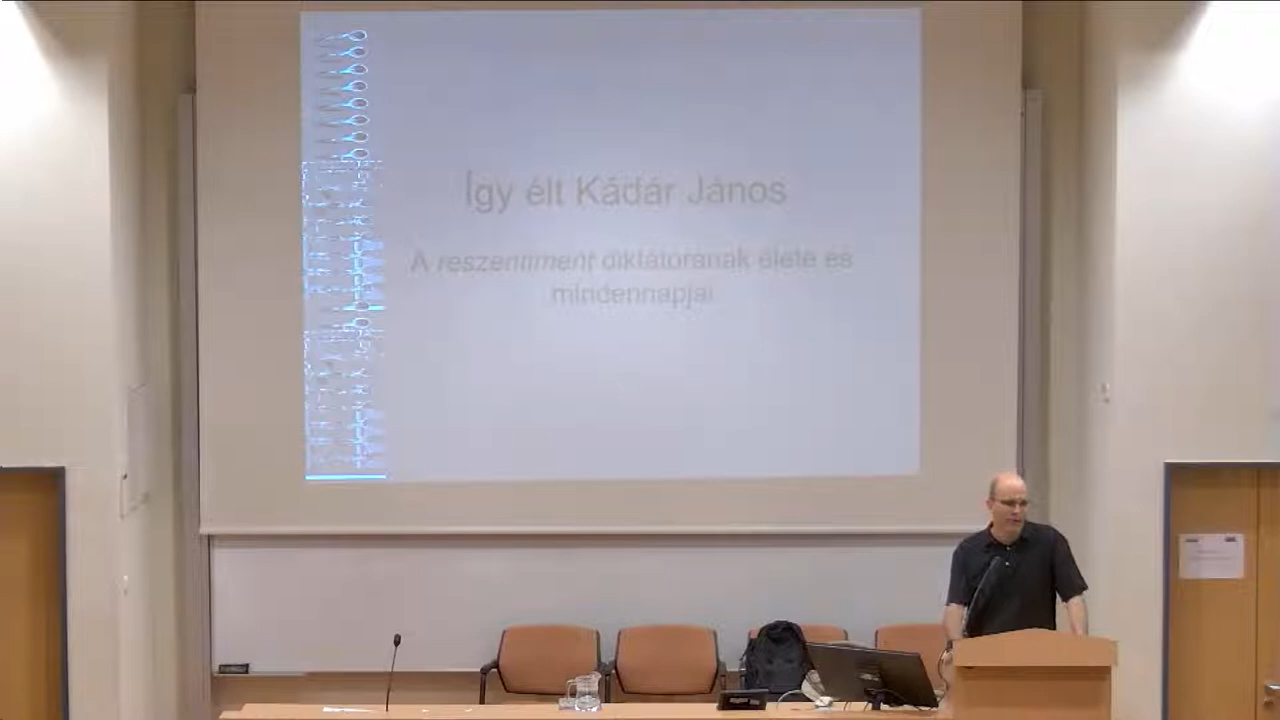 Így élt Kádár János
A reszentiment diktátorának élete és
mindennapjai